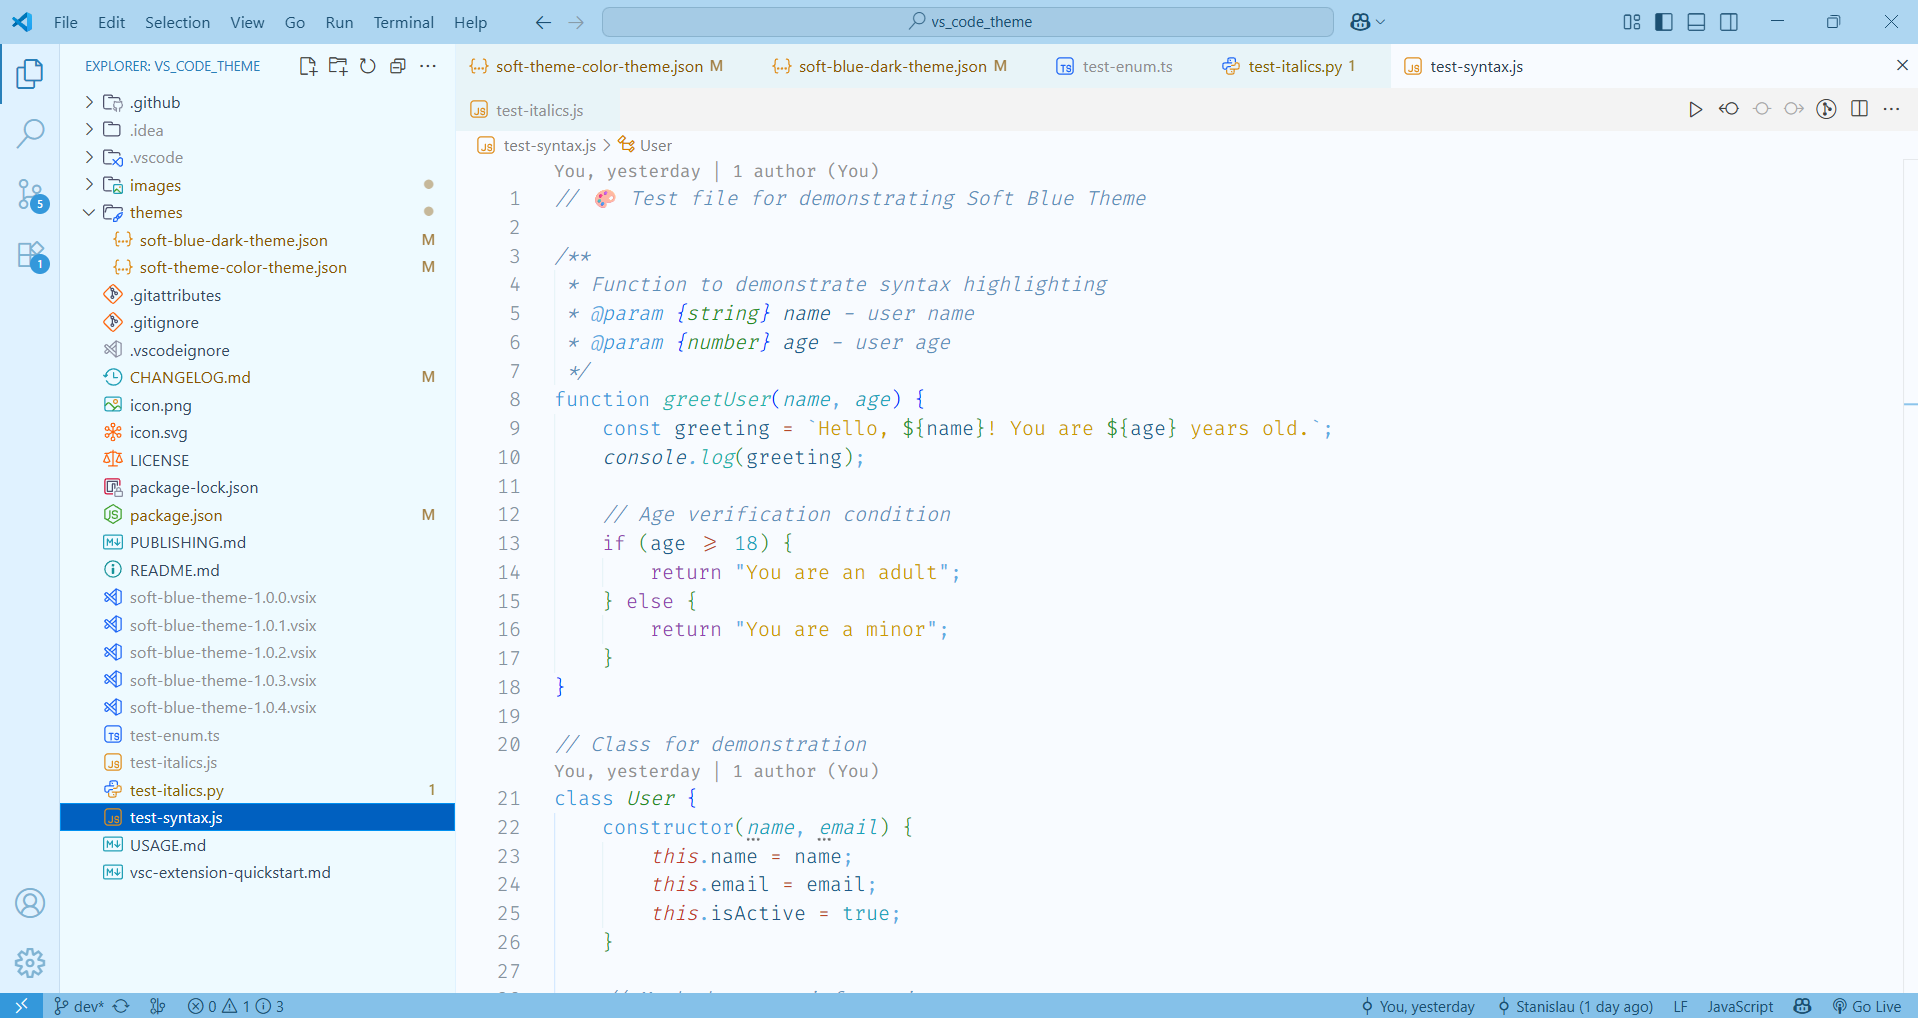 File Edit Selection View Go Run Terminal Help
vs_code_theme
EXPLORER: VS_CODE_THEME
.github
.idea
.vscode
images
themes
soft-blue-dark-theme.json M
soft-theme-color-theme.json M
.gitattributes
.gitignore
.vscodeignore
CHANGELOG.md M
icon.png
icon.svg
LICENSE
package-lock.json
package.json M
PUBLISHING.md
README.md
soft-blue-theme-1.0.0.vsix
soft-blue-theme-1.0.1.vsix
soft-blue-theme-1.0.2.vsix
soft-blue-theme-1.0.3.vsix
soft-blue-theme-1.0.4.vsix
test-enum.ts
test-italics.js
test-italics.py 1
test-syntax.js
USAGE.md
vsc-extension-quickstart.md
5
1
soft-theme-color-theme.json M soft-blue-dark-theme.json M test-enum.ts test-italics.py 1 test-syntax.js
test-italics.js
test-syntax.js > User
You, yesterday | 1 author (You)
1 // 🎨 Test file for demonstrating Soft Blue Theme
2
3 /**
4  * Function to demonstrate syntax highlighting
5  * @param {string} name - user name
6  * @param {number} age - user age
7  */
8 function greetUser(name, age) {
9     const greeting = `Hello, ${name}! You are ${age} years old.`;
10     console.log(greeting);
11
12     // Age verification condition
13     if (age >= 18) {
14         return "You are an adult";
15     } else {
16         return "You are a minor";
17     }
18 }
19
20 // Class for demonstration
You, yesterday | 1 author (You)
21 class User {
22     constructor(name, email) {
23         this.name = name;
24         this.email = email;
25         this.isActive = true;
26     }
27
dev* 0 1 3 You, yesterday Stanislau (1 day ago) LF JavaScript Go Live